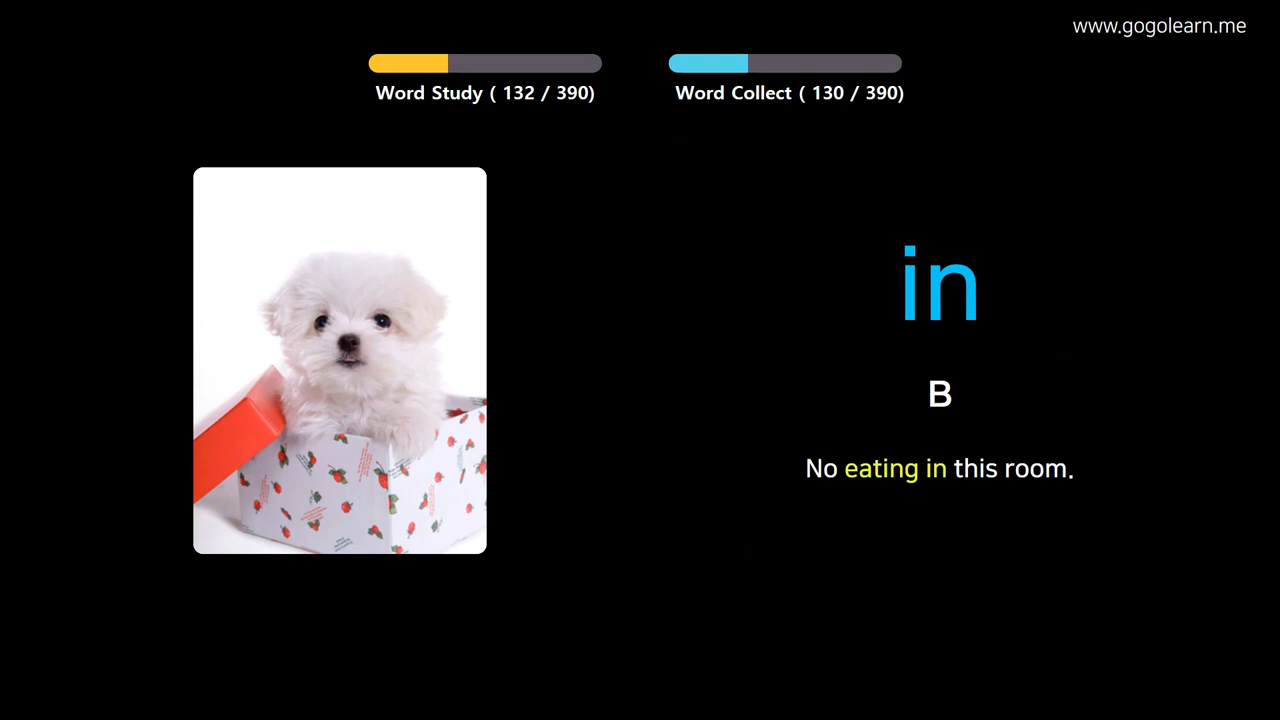 www.gogolearn.me
Word Study ( 132 / 390)
Word Collect ( 130 / 390)
in
B
No eating in this room.